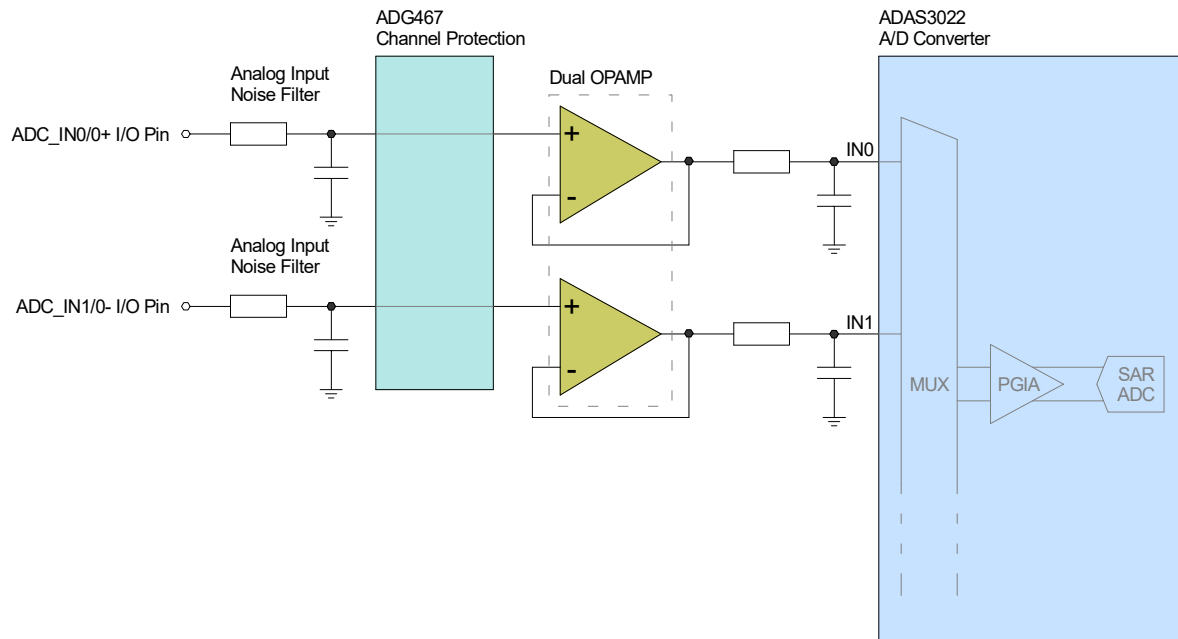 ADG467
Channel Protection
ADAS3022
A/D Converter
Analog Input
Noise Filter
Dual OPAMP
ADC_IN0/0+ I/O Pin
+
-
IN0
Analog Input
Noise Filter
ADC_IN1/0- I/O Pin
+
-
IN1
MUX
PGIA
SAR
ADC